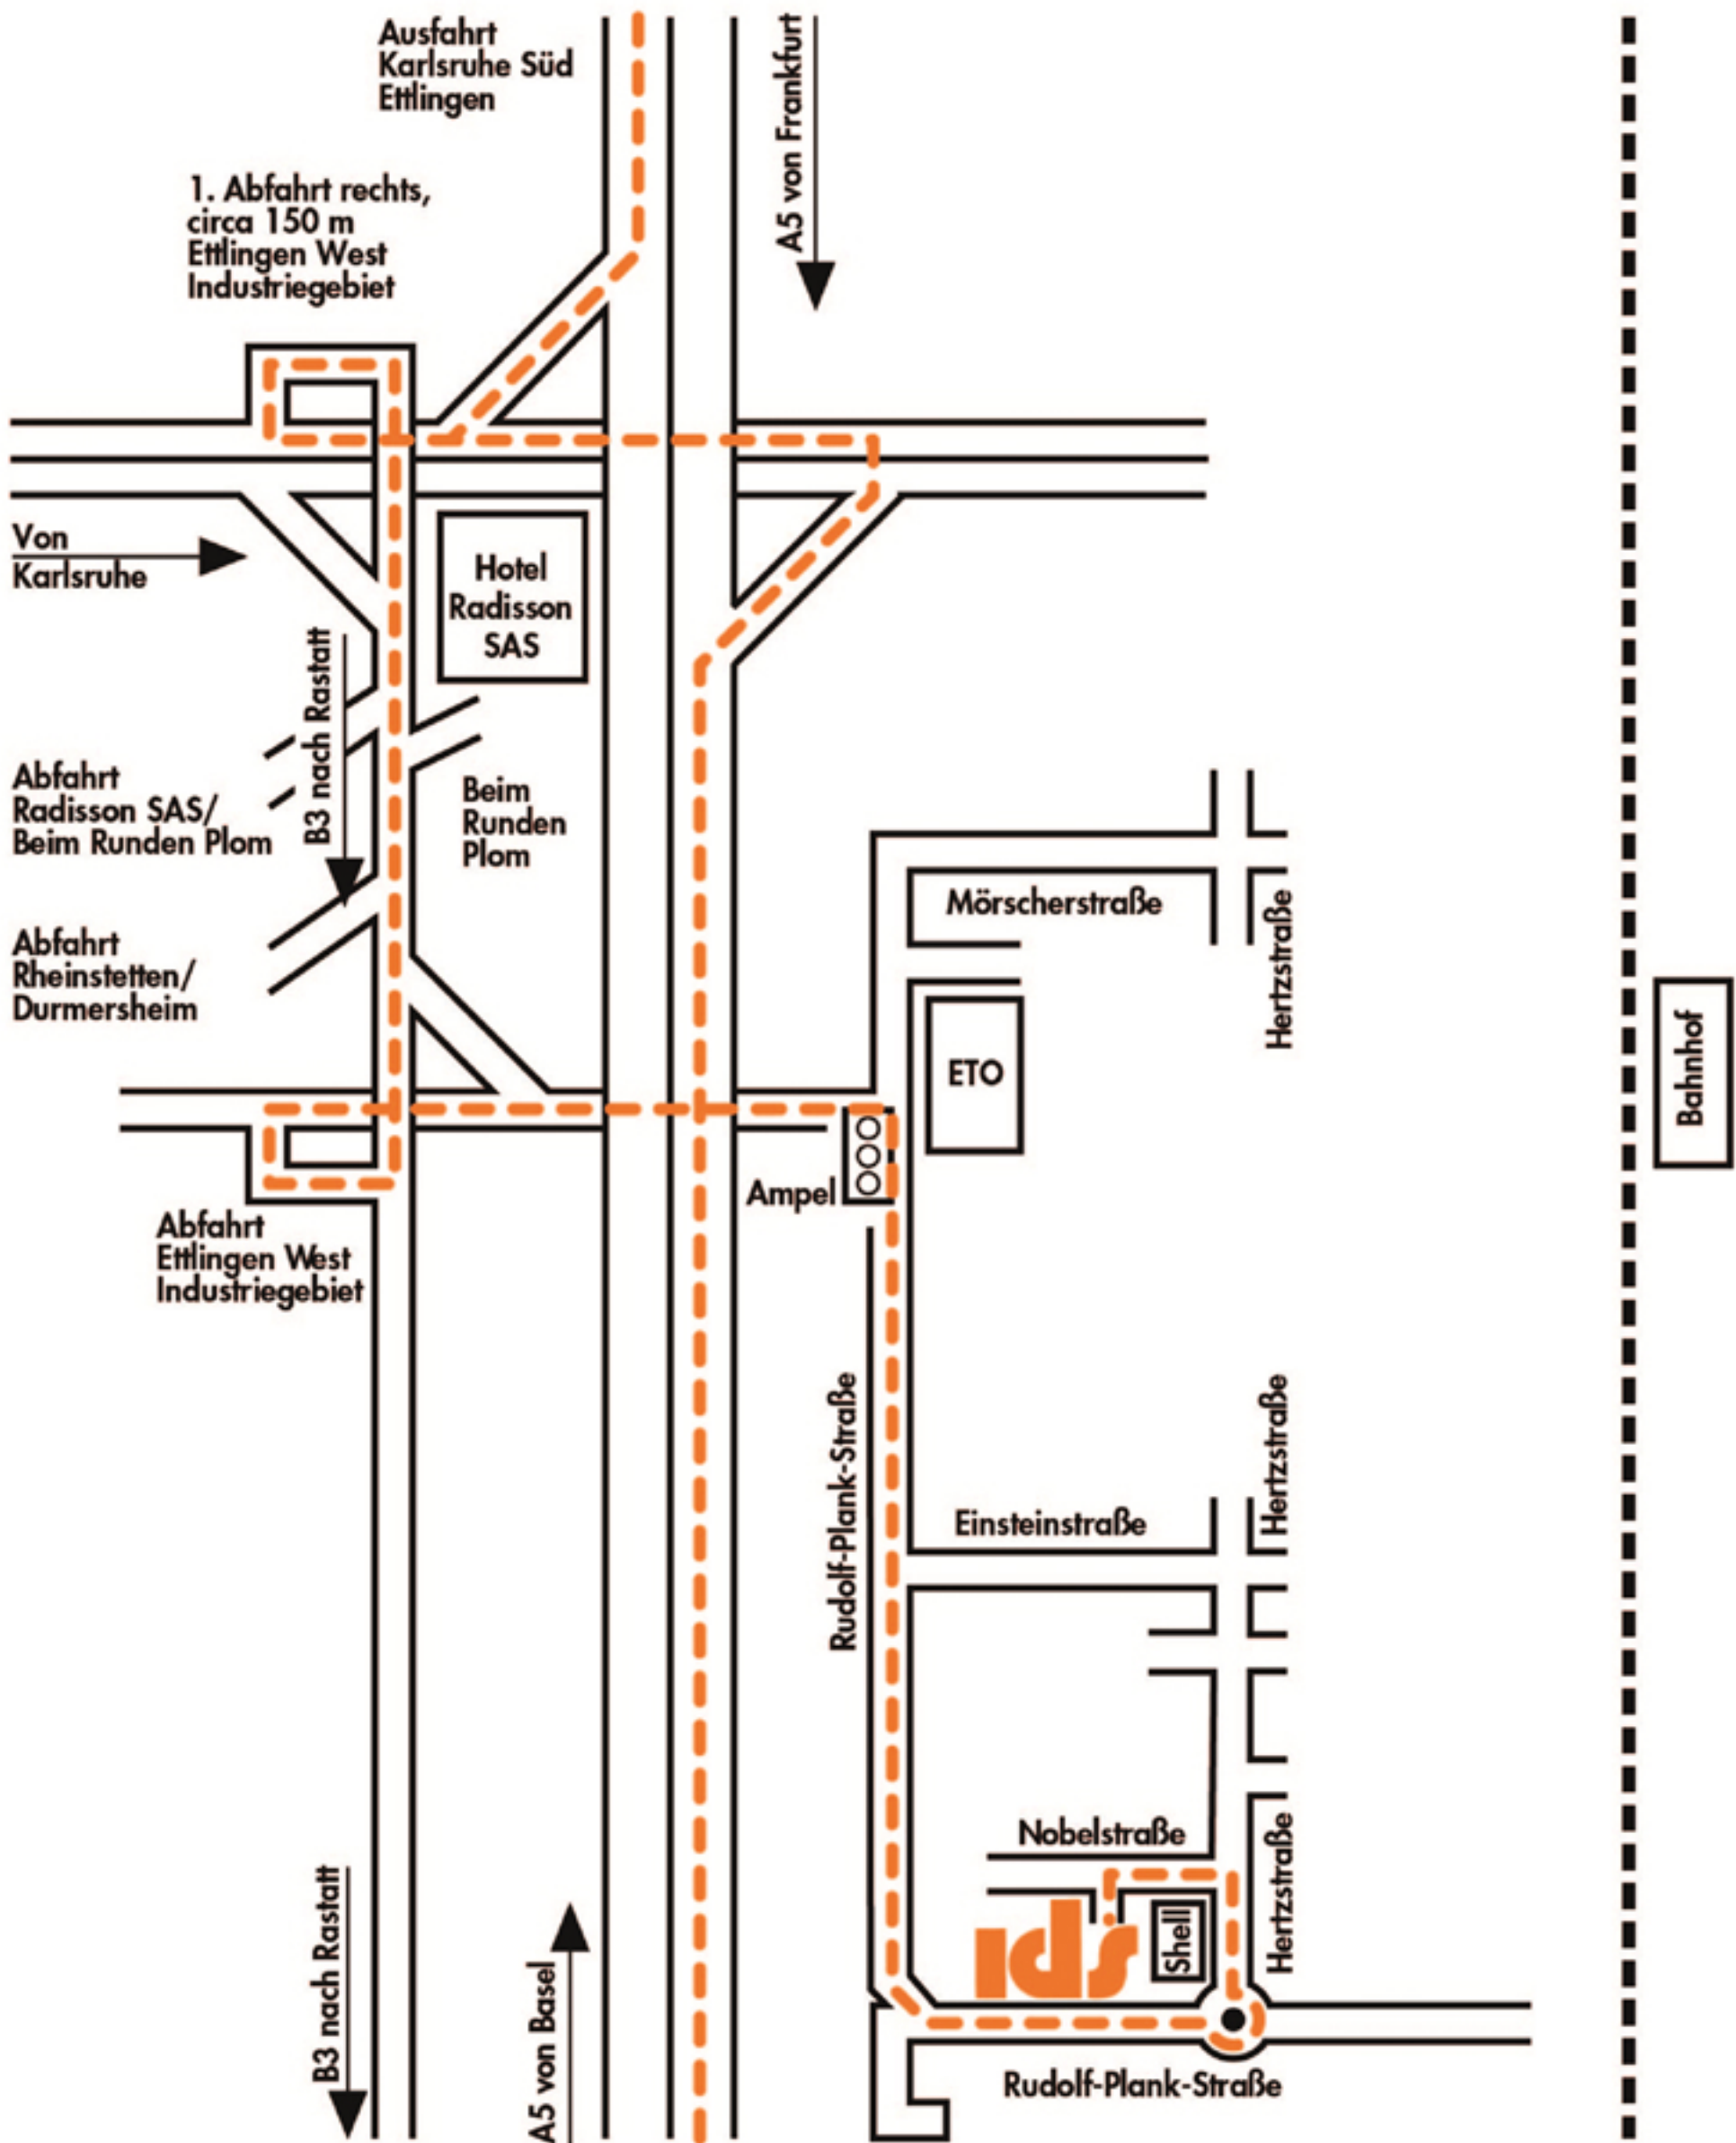 Ausfahrt
Karlsruhe Süd
Ettlingen
A5 von Frankfurt
1. Abfahrt rechts,
circa 150 m
Ettlingen West
Industriegebiet
Von
Karlsruhe
Hotel
Radisson
SAS
B3 nach Rastatt
Abfahrt
Radisson SAS/
Beim Runden Plom
Beim
Runden
Plom
Mörscherstraße
Hertzstraße
Abfahrt
Rheinstetten/
Durmersheim
ETO
Bahnhof
Ampel
Abfahrt
Ettlingen West
Industriegebiet
Rudolf-Plank-Straße
Hertzstraße
Einsteinstraße
Nobelstraße
Hertzstraße
B3 nach Rastatt
A5 von Basel
ids
Shell
Rudolf-Plank-Straße